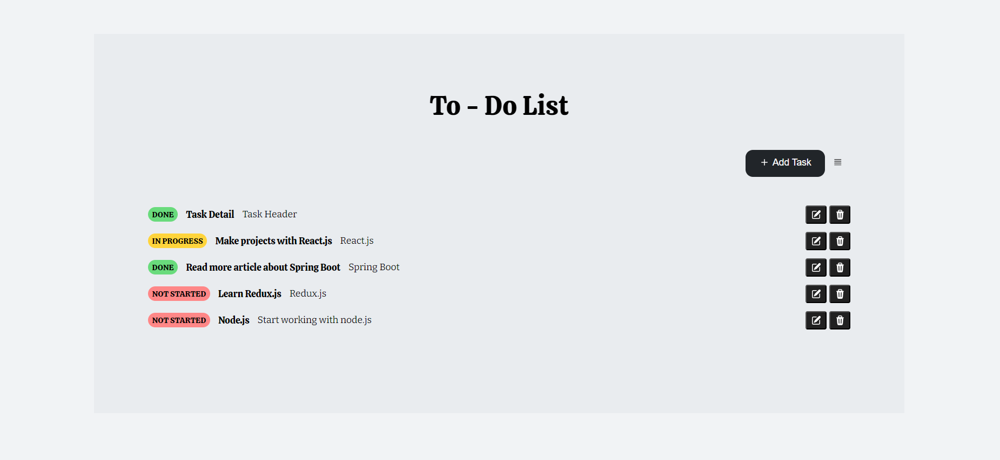 To - Do List
+ Add Task
DONE Task Detail Task Header
IN PROGRESS Make projects with React.js React.js
DONE Read more article about Spring Boot Spring Boot
NOT STARTED Learn Redux.js Redux.js
NOT STARTED Node.js Start working with node.js